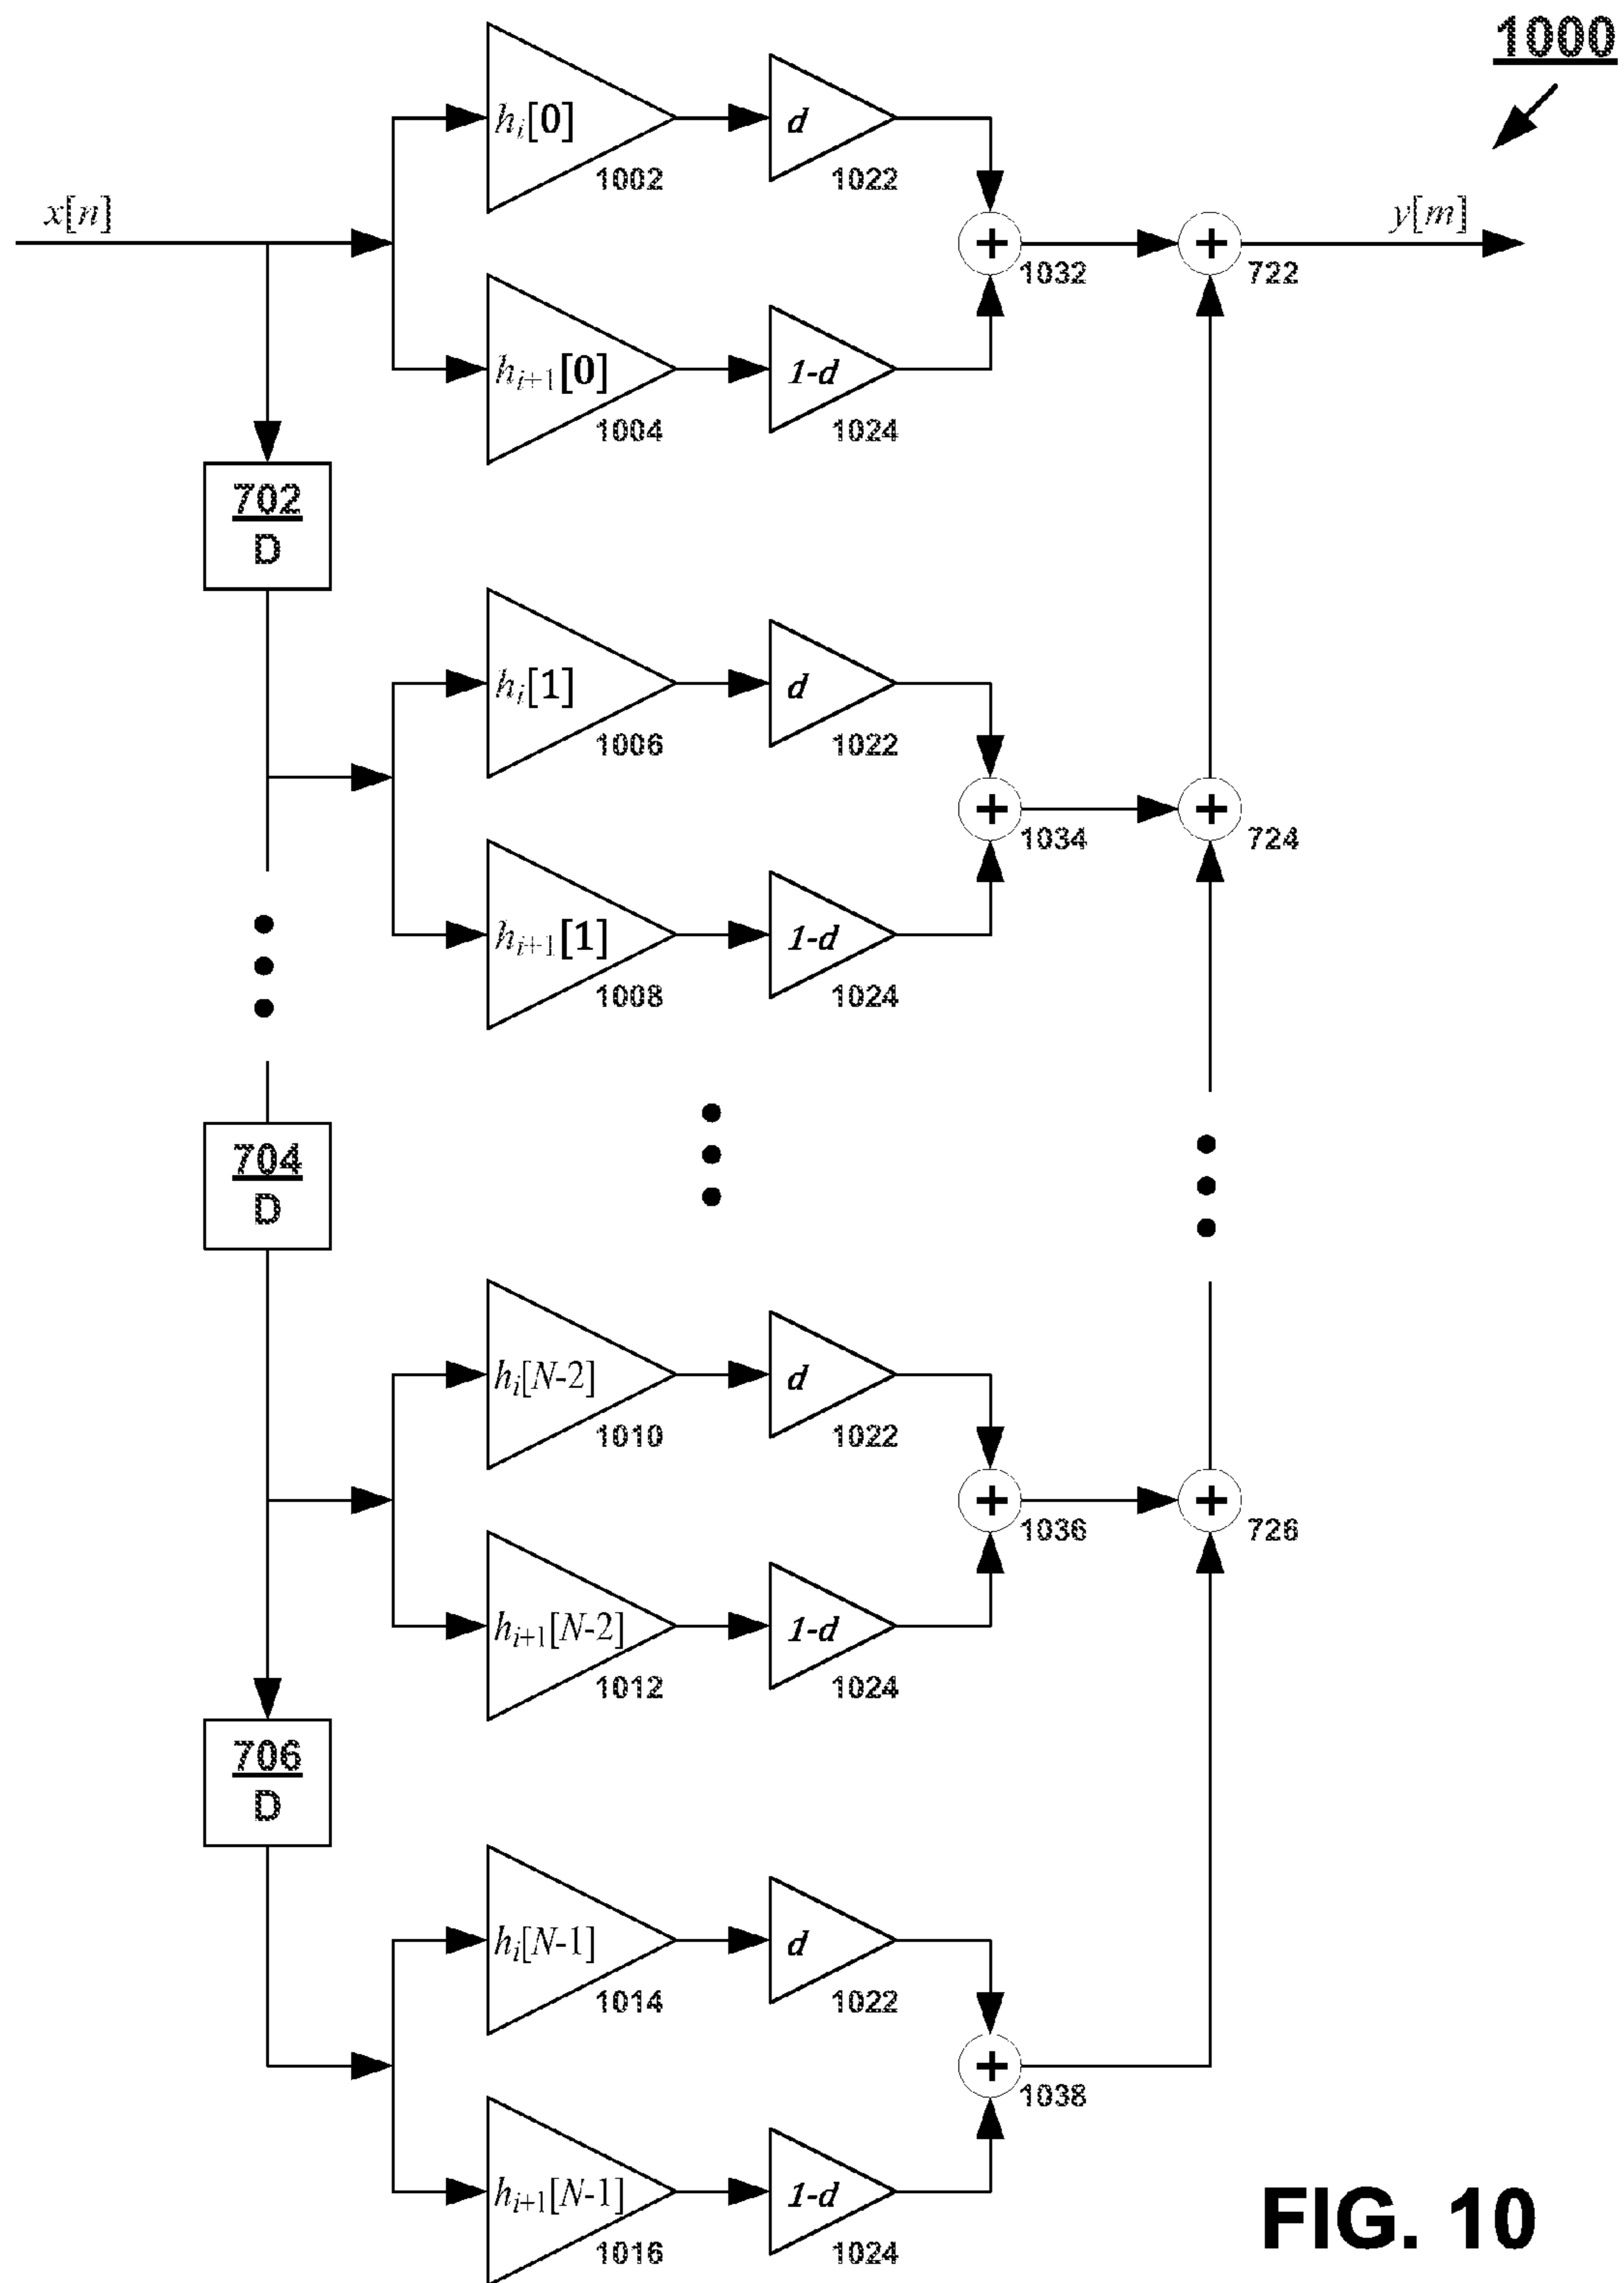 1000
h_i[0]
1002
d
1022
x[n]
+
1032
+
722
y[m]
h_{i+1}[0]
1004
1-d
1024
702
D
h_i[1]
1006
d
1022
+
1034
+
724
h_{i+1}[1]
1008
1-d
1024
704
D
h_i[N-2]
1010
d
1022
+
1036
+
726
h_{i+1}[N-2]
1012
1-d
1024
706
D
h_i[N-1]
1014
d
1022
+
1038
h_{i+1}[N-1]
1016
1-d
1024
FIG. 10